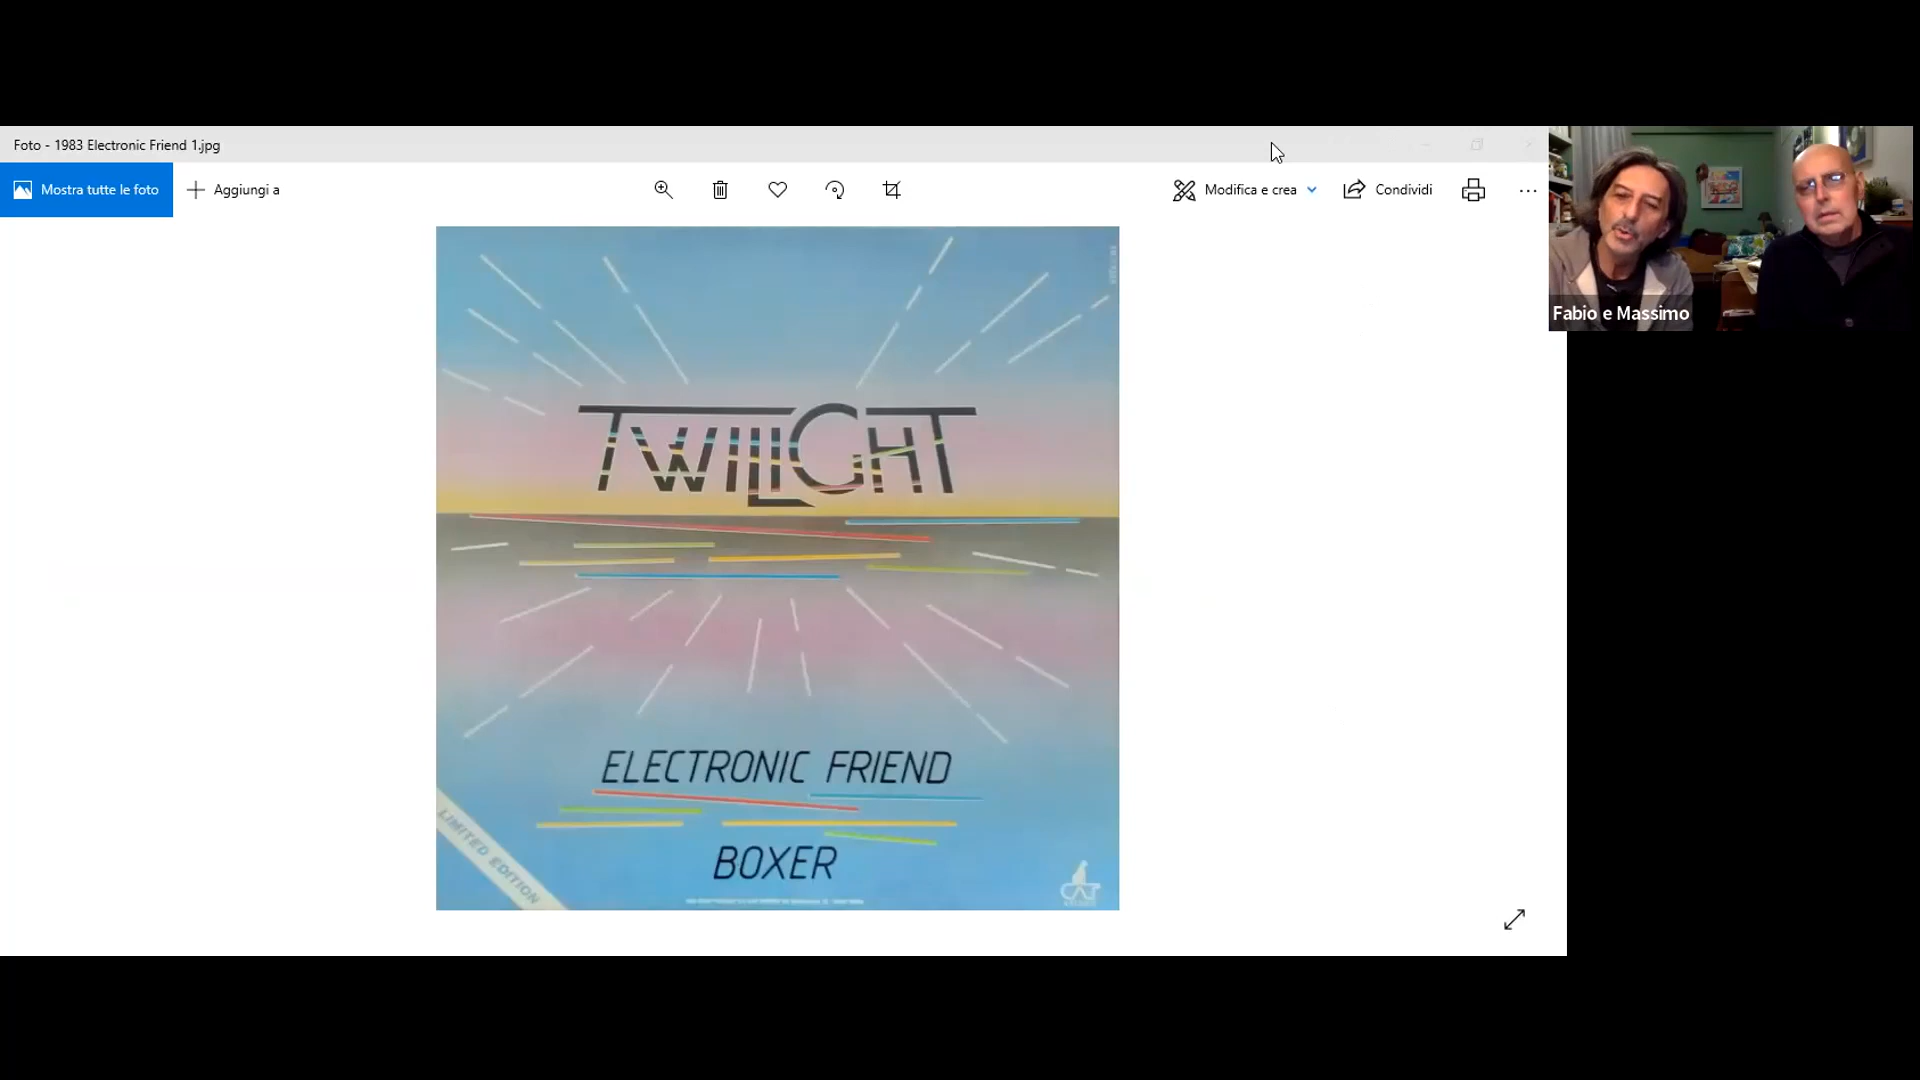 Foto - 1983 Electronic Friend 1.jpg
Mostra tutte le foto
Aggiungi a
Modifica e crea
Condividi
Fabio e Massimo
TWILIGHT
ELECTRONIC FRIEND
BOXER
LIMITED EDITION
CAT